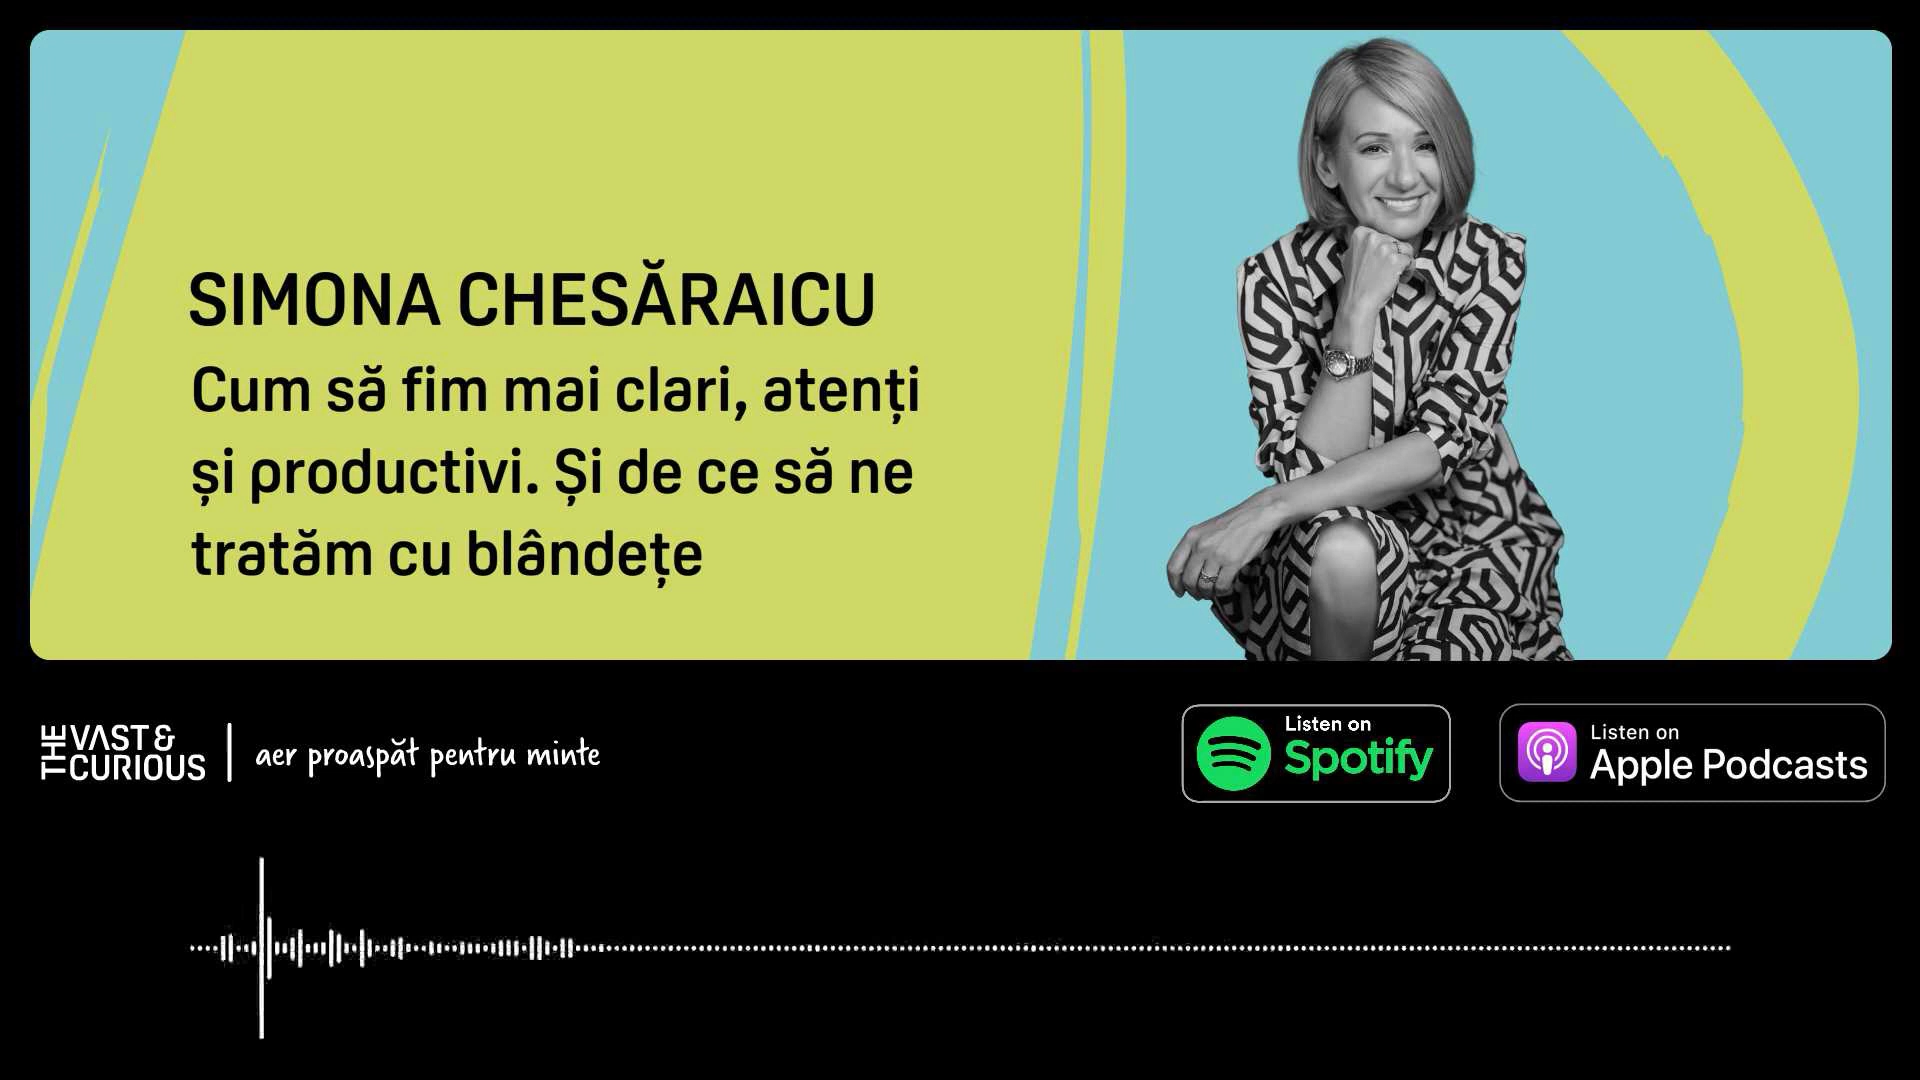 SIMONA CHESĂRAICU
Cum să fim mai clari, atenți
și productivi. Și de ce să ne
tratăm cu blândețe
THE VAST &
CURIOUS
aer proaspăt pentru minte
Listen on
Spotify
Listen on
Apple Podcasts